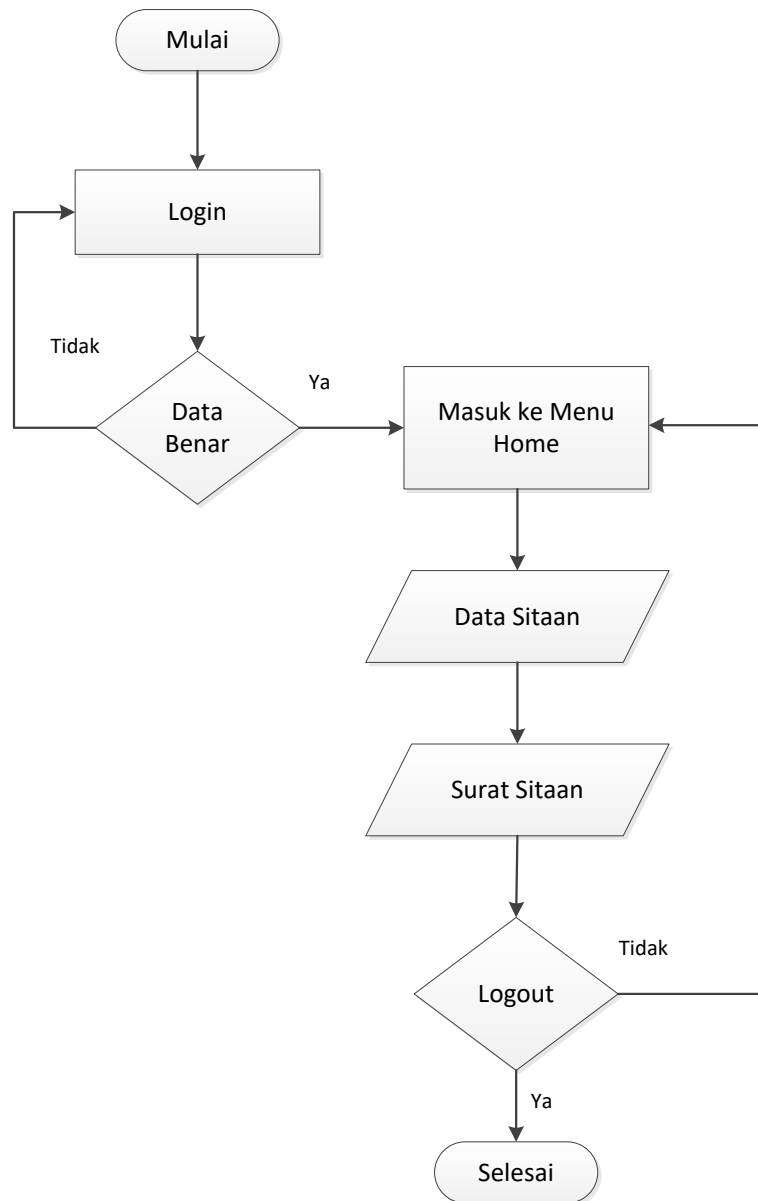 Mulai
Login
Tidak
Data
Benar
Ya
Masuk ke Menu
Home
Data Sitaan
Surat Sitaan
Logout
Tidak
Ya
Selesai